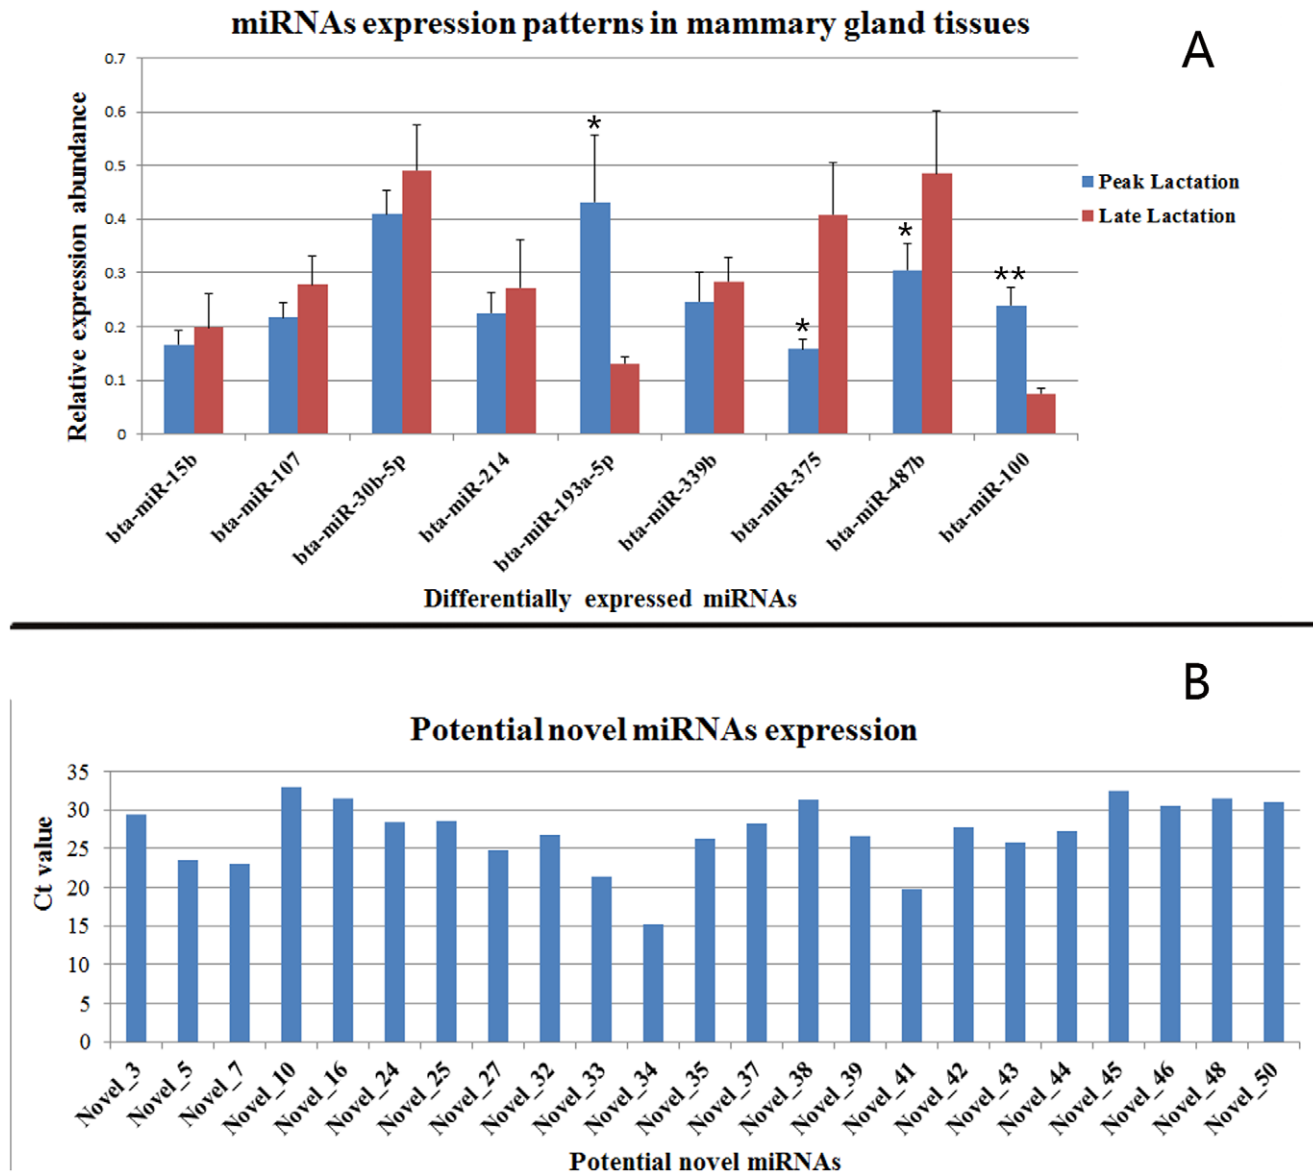 miRNAs expression patterns in mammary gland tissues
A
Relative expression abundance
0.7
0.6
0.5
0.4
0.3
0.2
0.1
0
*
*
*
**
Peak Lactation
Late Lactation
bta-miR-15b
bta-miR-107
bta-miR-30b-5p
bta-miR-214
bta-miR-193a-5p
bta-miR-339b
bta-miR-375
bta-miR-487b
bta-miR-100
Differentially expressed miRNAs
B
Potential novel miRNAs expression
Ct value
35
30
25
20
15
10
5
0
Novel_3
Novel_5
Novel_7
Novel_10
Novel_16
Novel_24
Novel_25
Novel_27
Novel_32
Novel_33
Novel_34
Novel_35
Novel_37
Novel_38
Novel_39
Novel_41
Novel_42
Novel_43
Novel_44
Novel_45
Novel_46
Novel_48
Novel_50
Potential novel miRNAs